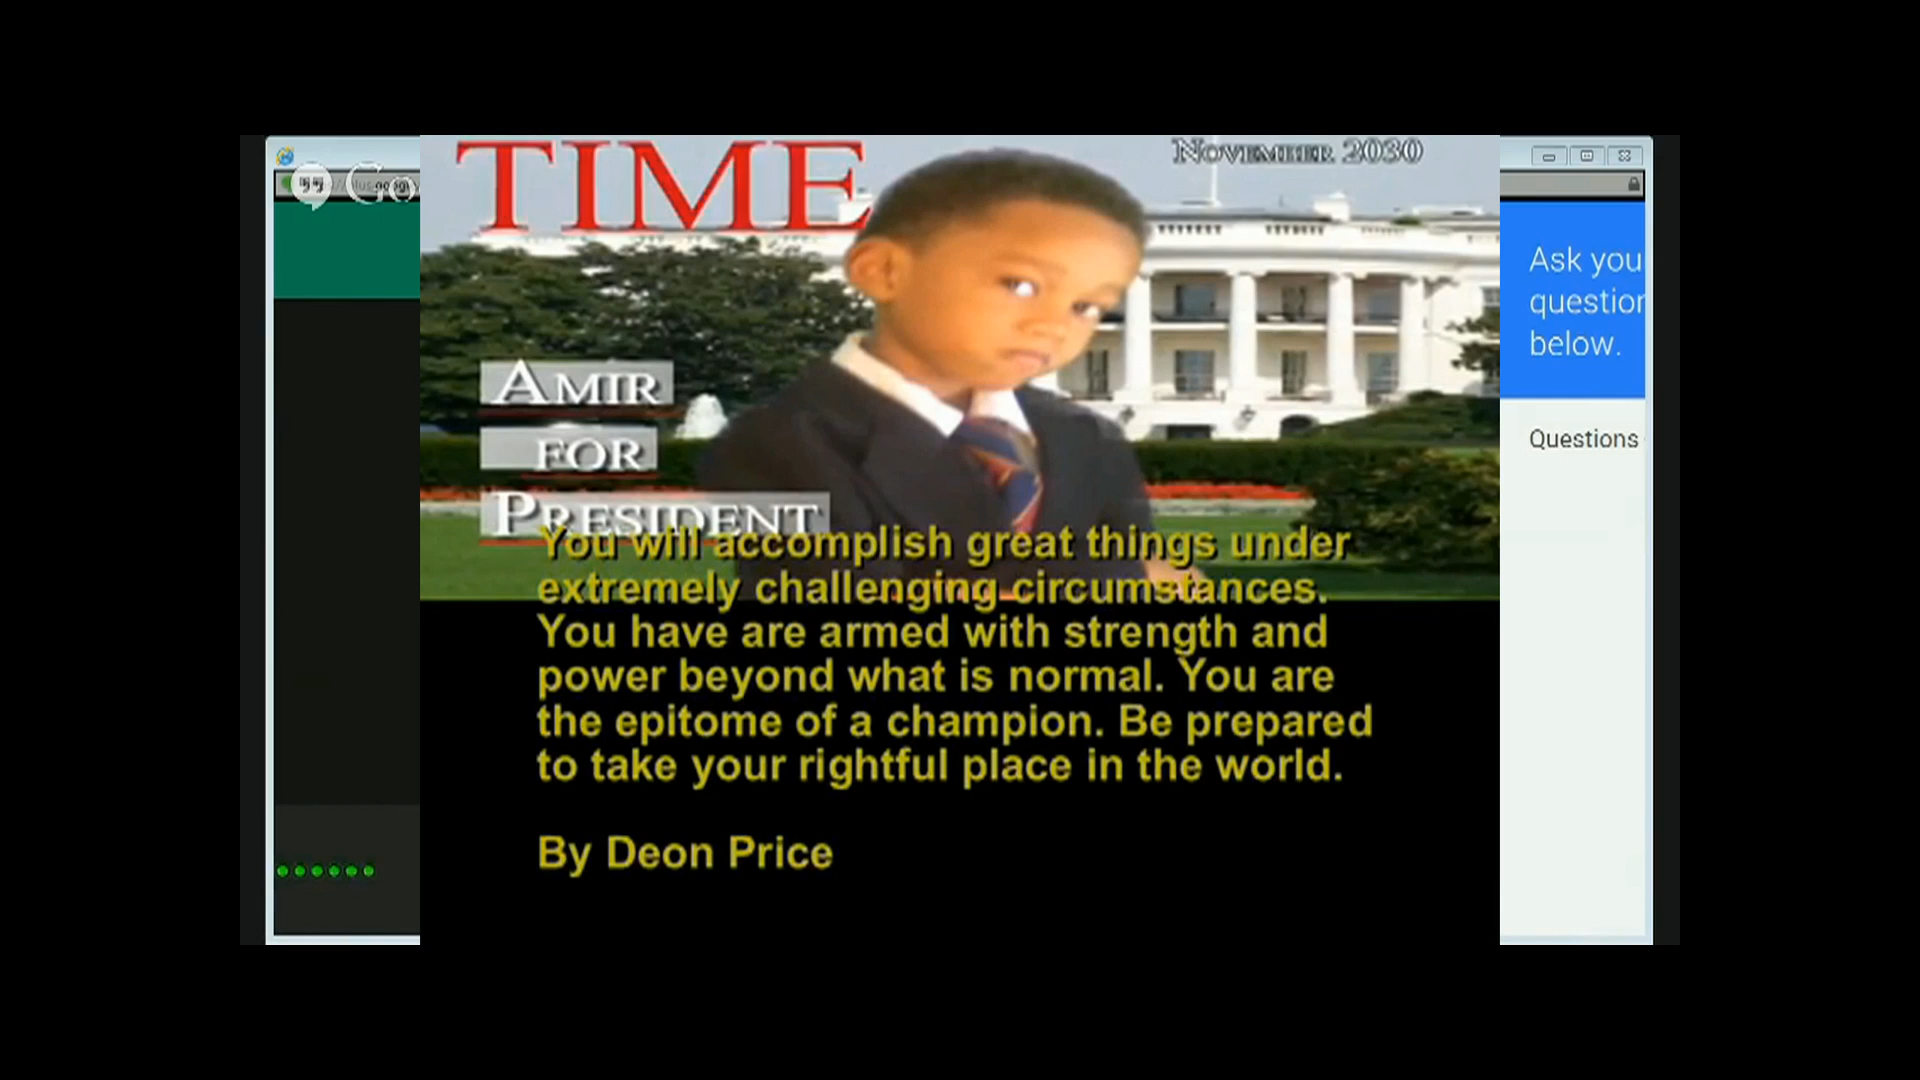 TIME
NOVEMBER 2030
Go
Ask you
question
below.
Questions
AMIR
FOR
PRESIDENT
You will accomplish great things under
extremely challenging circumstances.
You have are armed with strength and
power beyond what is normal. You are
the epitome of a champion. Be prepared
to take your rightful place in the world.
By Deon Price